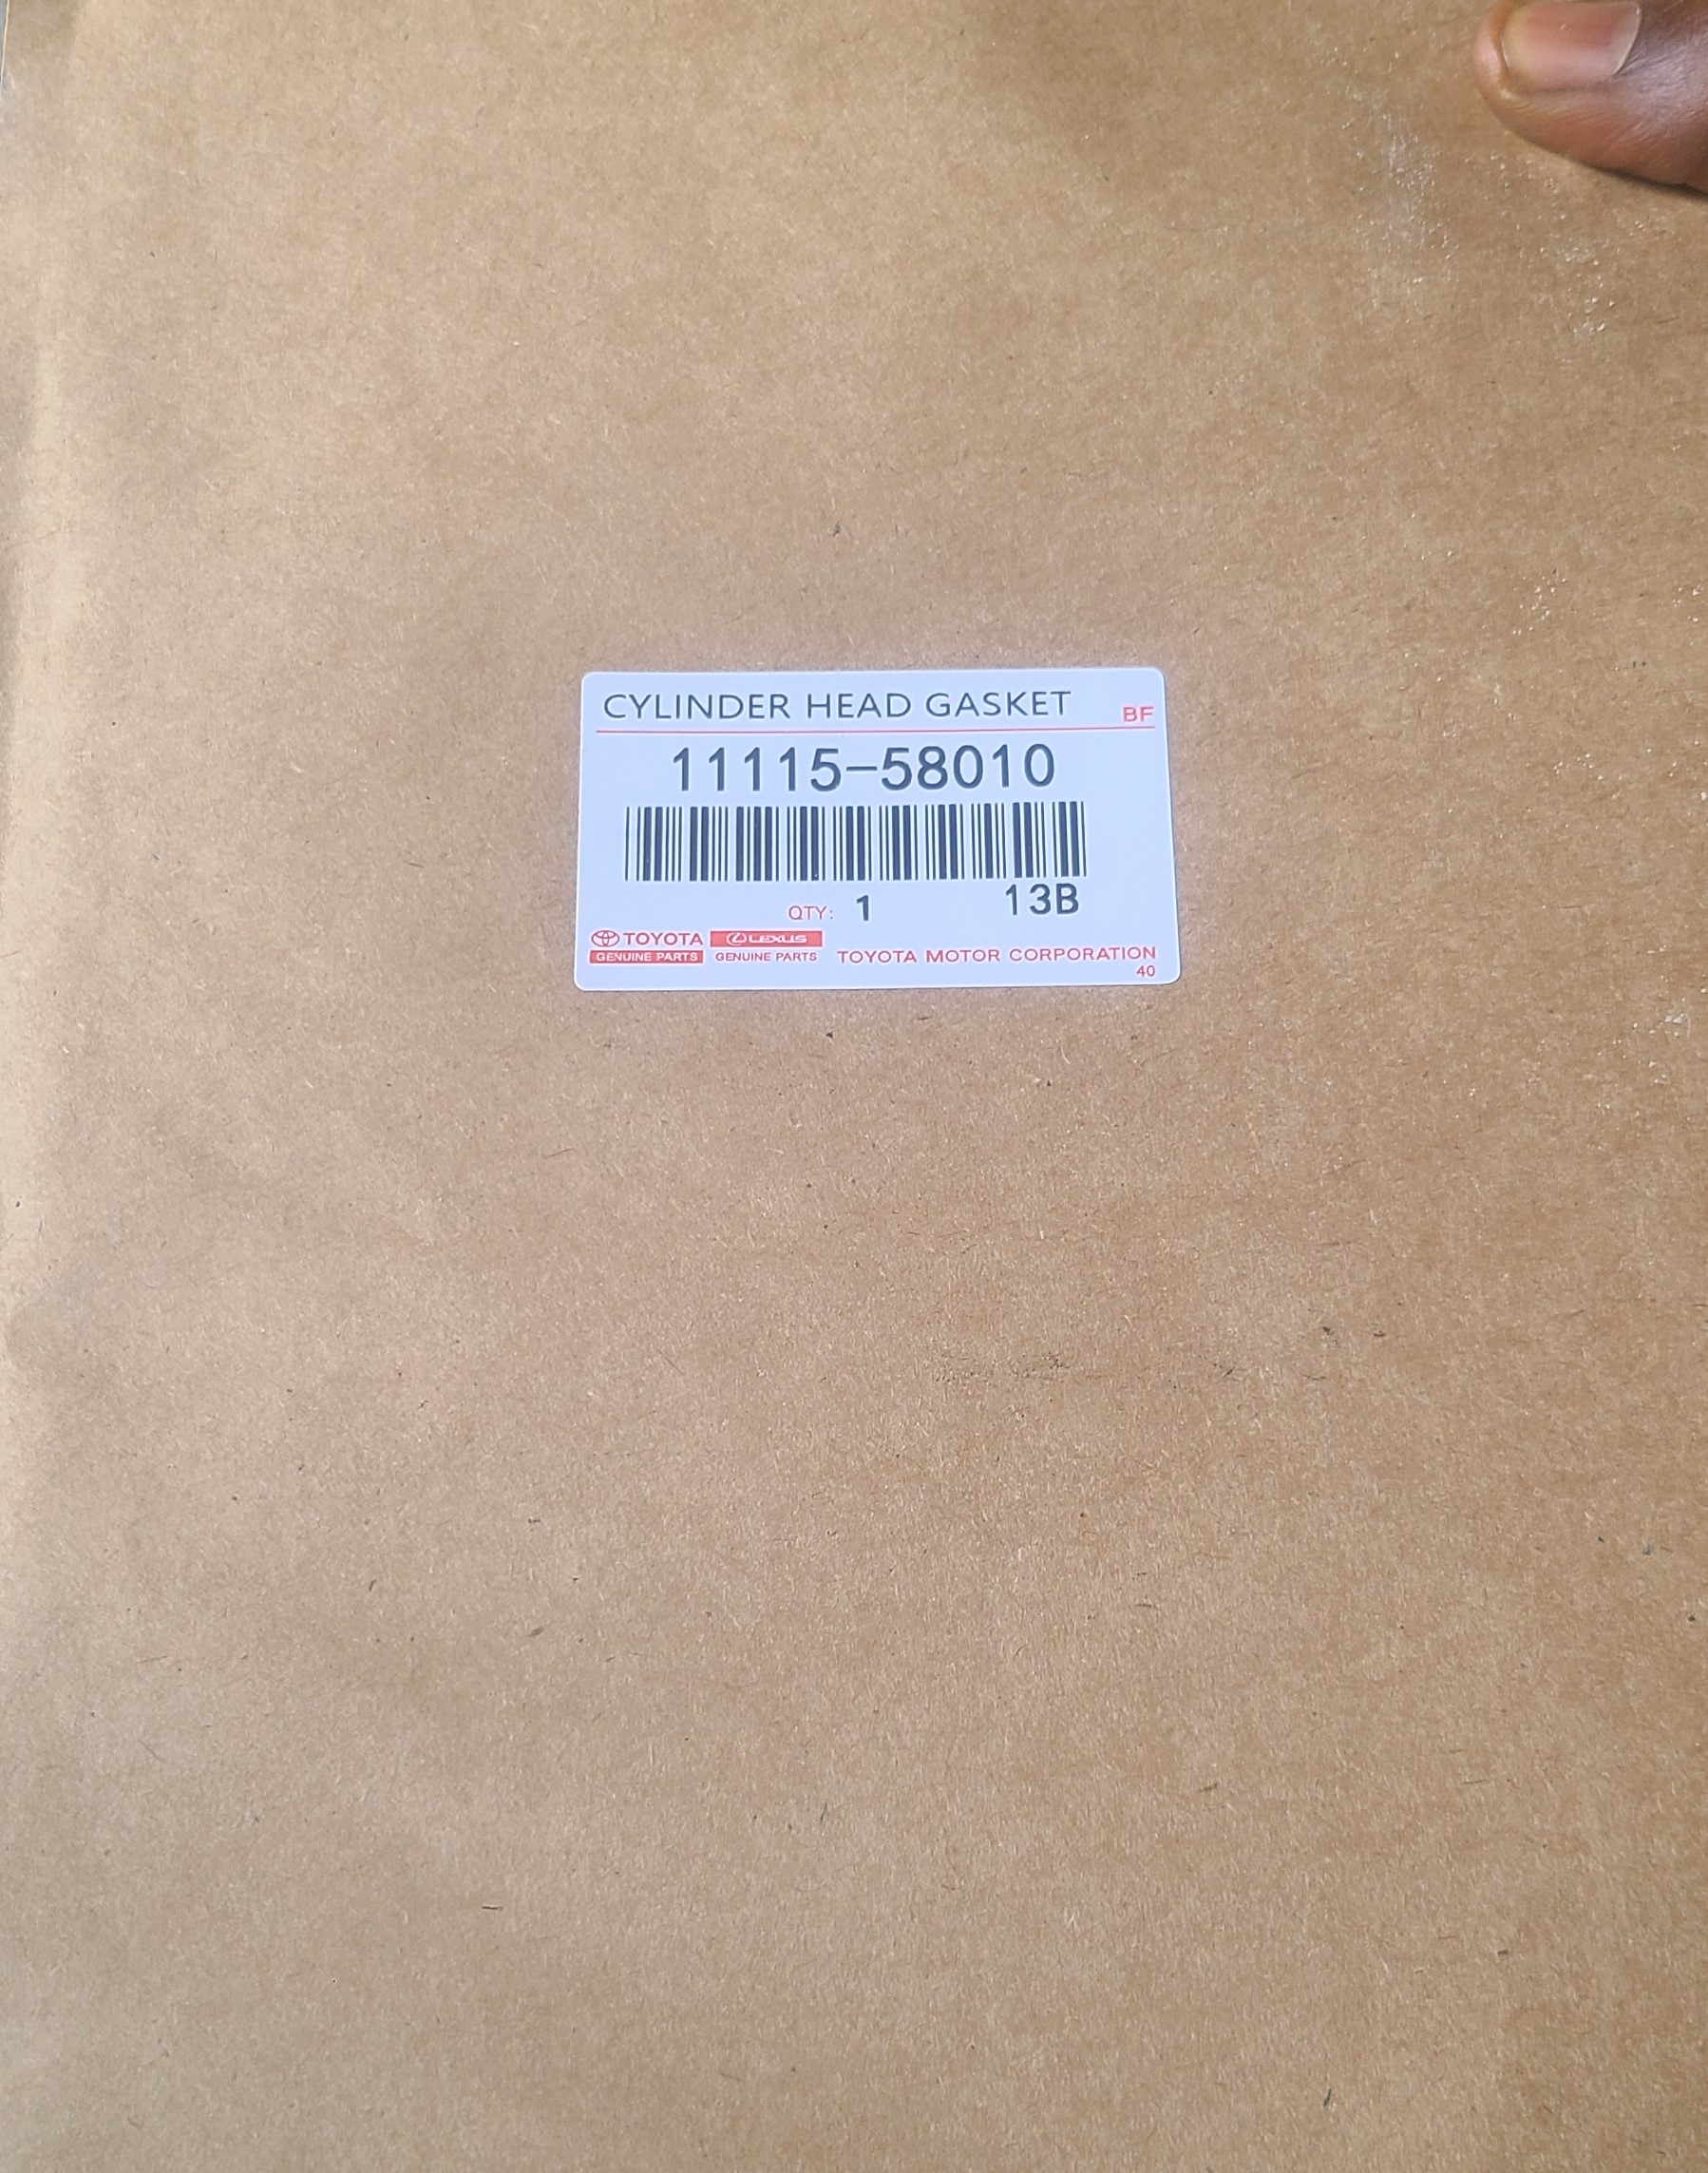 CYLINDER HEAD GASKET BF
11115-58010
QTY: 1 13B
TOYOTA LEXUS
GENUINE PARTS GENUINE PARTS TOYOTA MOTOR CORPORATION
40